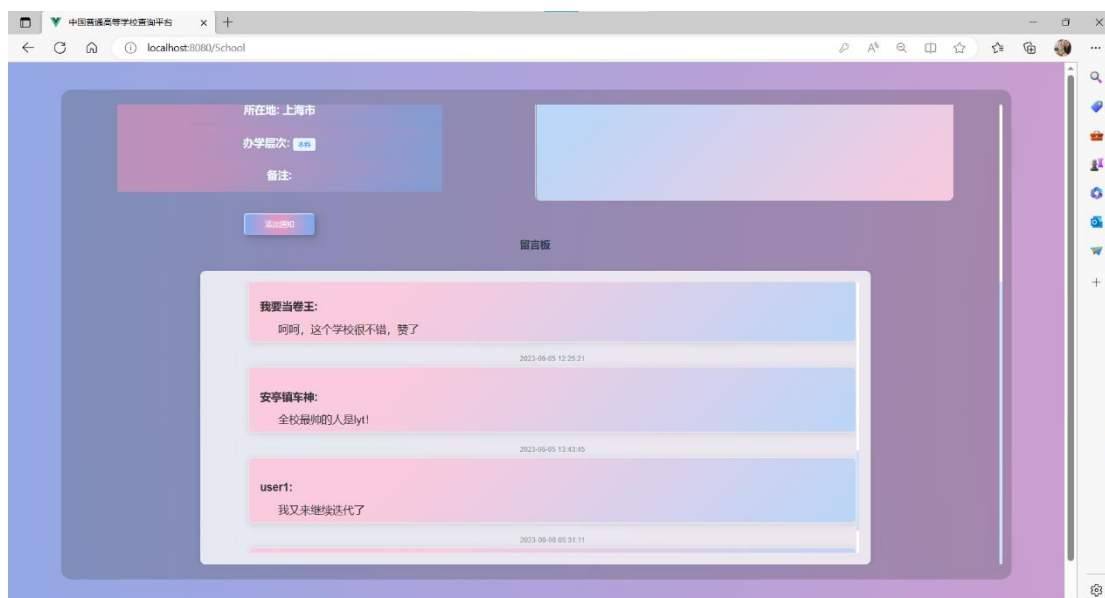 中国普通高等学校查询平台
localhost:8080/School
所在地: 上海市
办学层次: 本科
备注:
添加通知
留言板
我要当卷王:
呵呵，这个学校很不错，赞了
2023-06-05 12:25:21
安亭镇车神:
全校最帅的人是lyt!
2023-06-05 13:43:45
user1:
我又来继续迭代了
2023-06-08 05:31:11